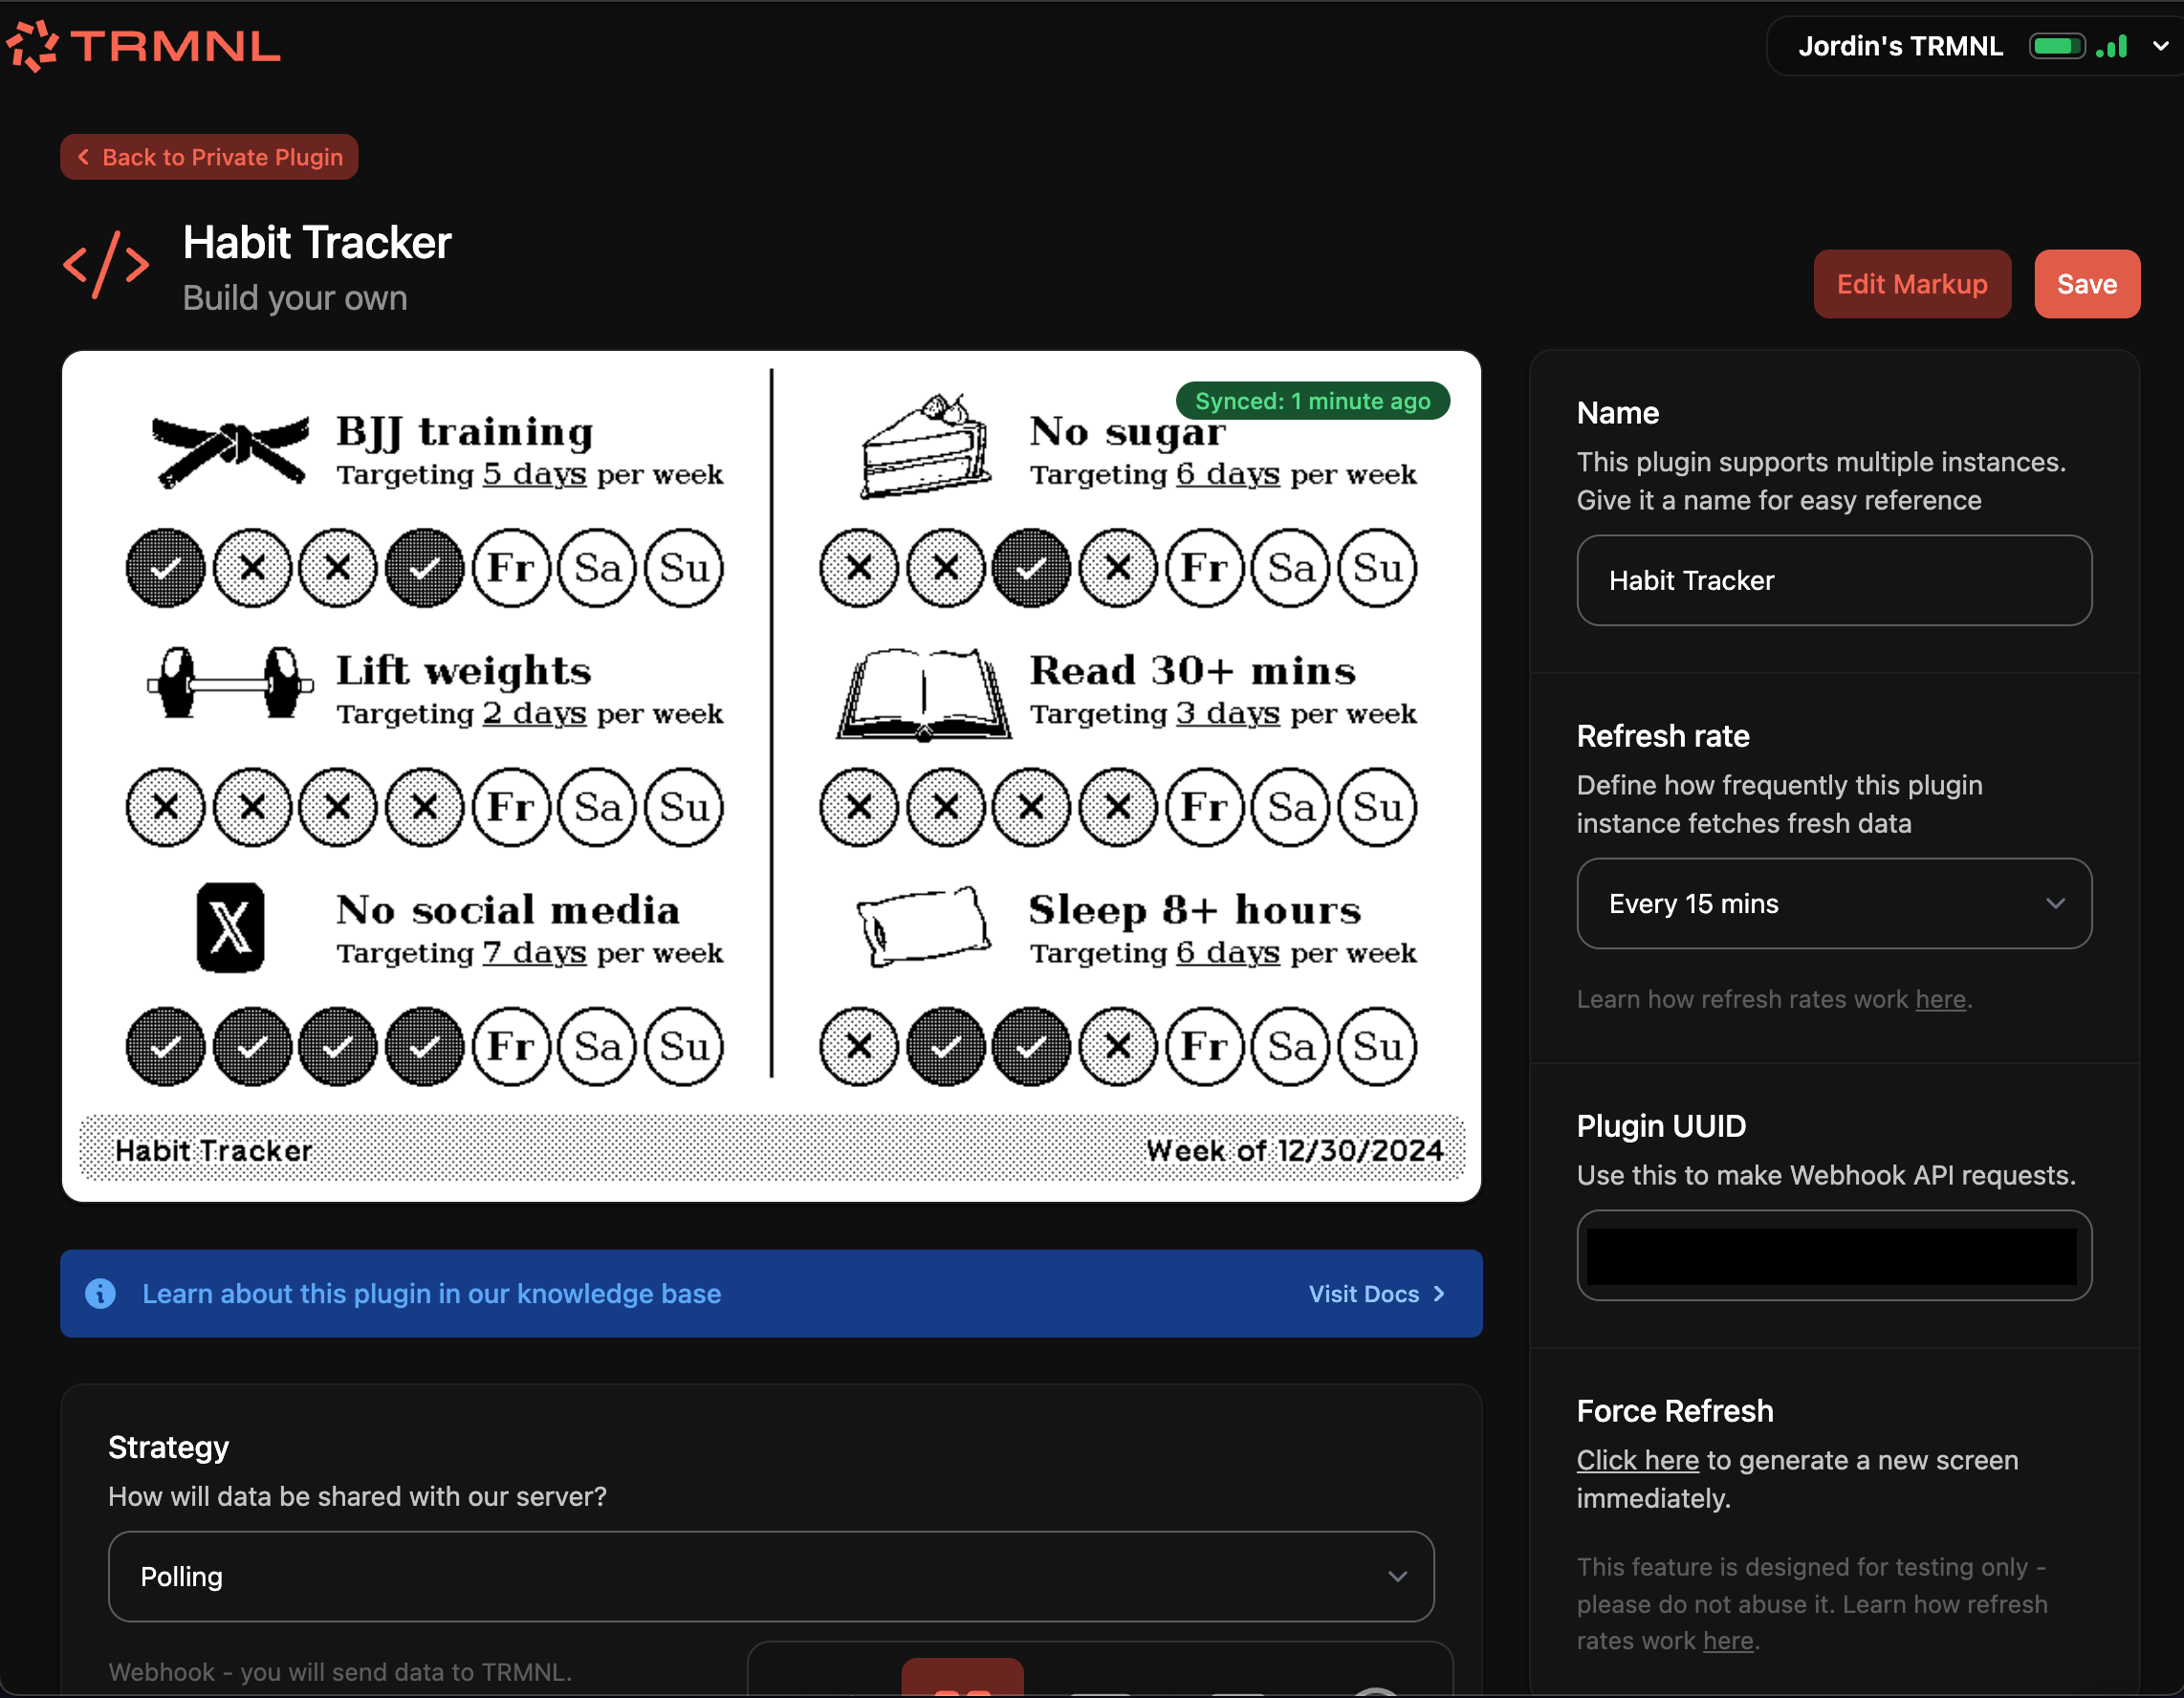 TRMNL
Jordin's TRMNL
Back to Private Plugin
</>
Habit Tracker
Build your own
Edit Markup
Save
Synced: 1 minute ago
BJJ training
Targeting 5 days per week
Fr Sa Su
Lift weights
Targeting 2 days per week
Fr Sa Su
X
No social media
Targeting 7 days per week
Fr Sa Su
No sugar
Targeting 6 days per week
Fr Sa Su
Read 30+ mins
Targeting 3 days per week
Fr Sa Su
Sleep 8+ hours
Targeting 6 days per week
Fr Sa Su
Habit Tracker
Week of 12/30/2024
Learn about this plugin in our knowledge base
Visit Docs
Strategy
How will data be shared with our server?
Polling
Webhook - you will send data to TRMNL.
Name
This plugin supports multiple instances.
Give it a name for easy reference
Habit Tracker
Refresh rate
Define how frequently this plugin
instance fetches fresh data
Every 15 mins
Learn how refresh rates work here.
Plugin UUID
Use this to make Webhook API requests.
Force Refresh
Click here to generate a new screen
immediately.
This feature is designed for testing only -
please do not abuse it. Learn how refresh
rates work here.